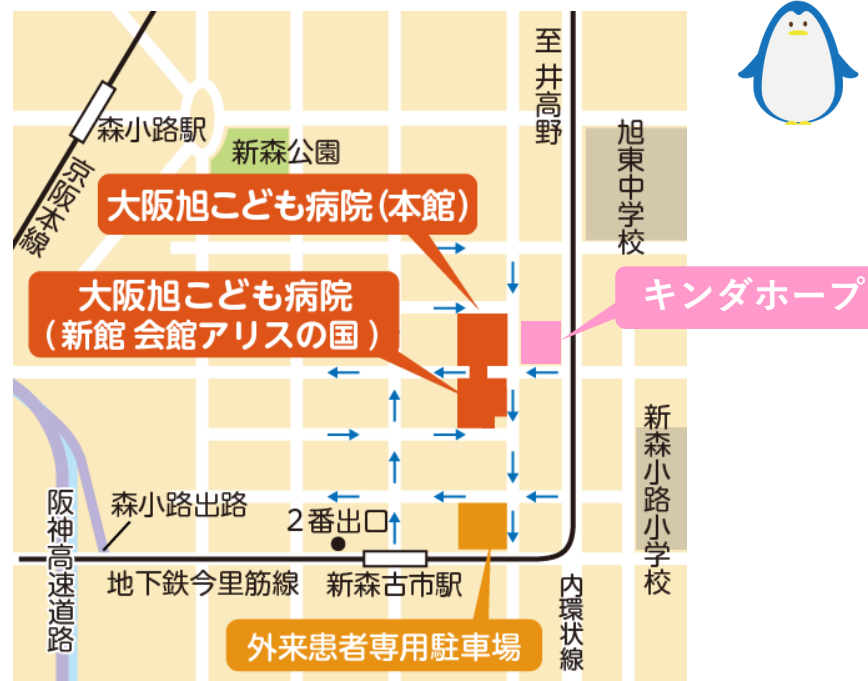 至 井高野
森小路駅
旭東中学校
新森公園
京阪本線
大阪旭こども病院(本館)
大阪旭こども病院
(新館 会館アリスの国)
キンダホープ
新森小路小学校
阪神高速道路
森小路出路
2番出口
地下鉄今里筋線
新森古市駅
内環状線
外来患者専用駐車場